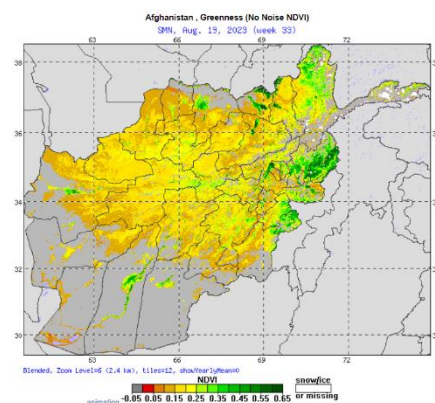 Afghanistan , Greenness (No Noise NDVI)
SMN, Aug. 19, 2023 (week 33)
63 66 69 72
38
36
34
32
30
63 66 69 72
Blended, Zoom Level=6 (2.4 km), tiles=12, showYearlyMean=0
NDVI snow/ice
or missing
animation -0.05 0.05 0.15 0.25 0.35 0.45 0.55 0.65